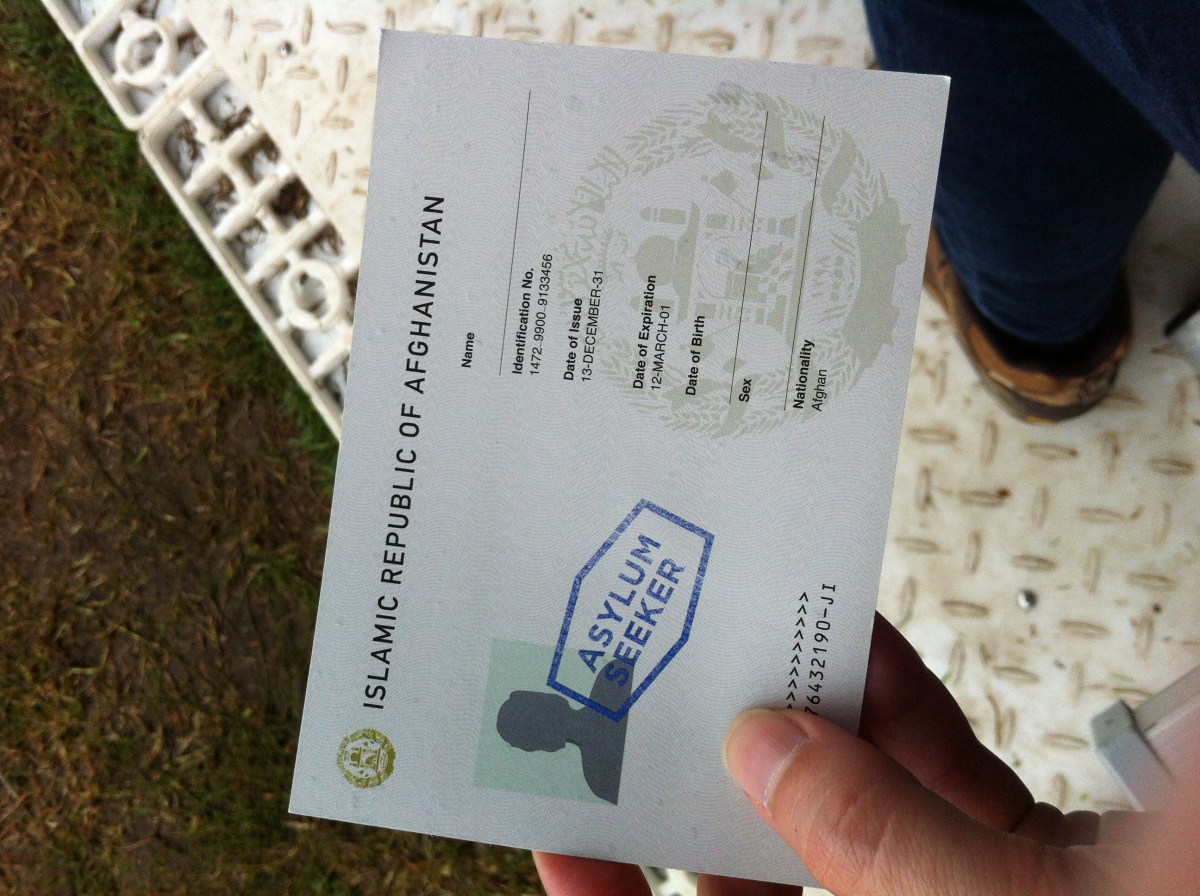 ISLAMIC REPUBLIC OF AFGHANISTAN
Name
Identification No.
1472-9900-9133456
Date of Issue
13-DECEMBER-31
Date of Expiration
12-MARCH-01
Date of Birth
Sex
Nationality
Afghan
ASYLUM
SEEKER
>>>>>>>>>>>
76432190-JI